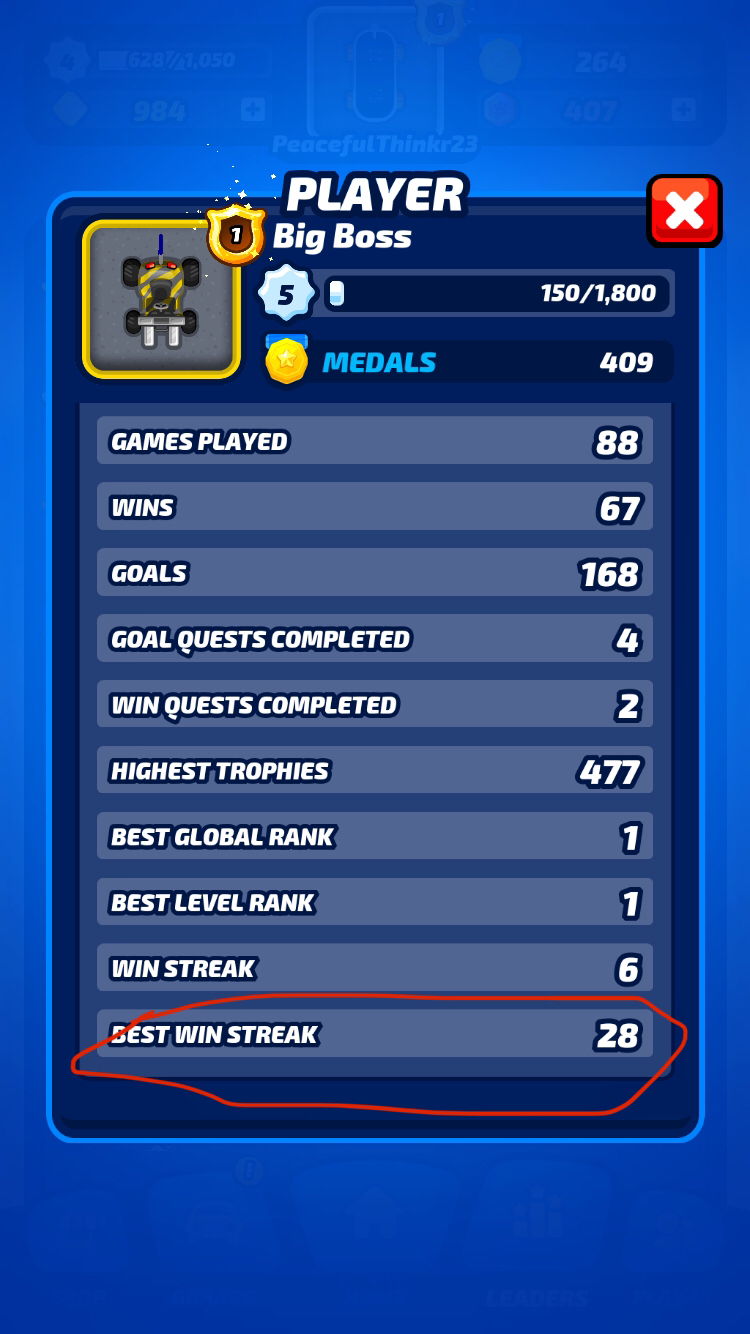 4
628/1,050
1
264
984
407
PeacefulThinkr23
PLAYER
1
Big Boss
5
150/1,800
MEDALS
409
GAMES PLAYED
88
WINS
67
GOALS
168
GOAL QUESTS COMPLETED
4
WIN QUESTS COMPLETED
2
HIGHEST TROPHIES
477
BEST GLOBAL RANK
1
BEST LEVEL RANK
1
WIN STREAK
6
BEST WIN STREAK
28
LEADERS